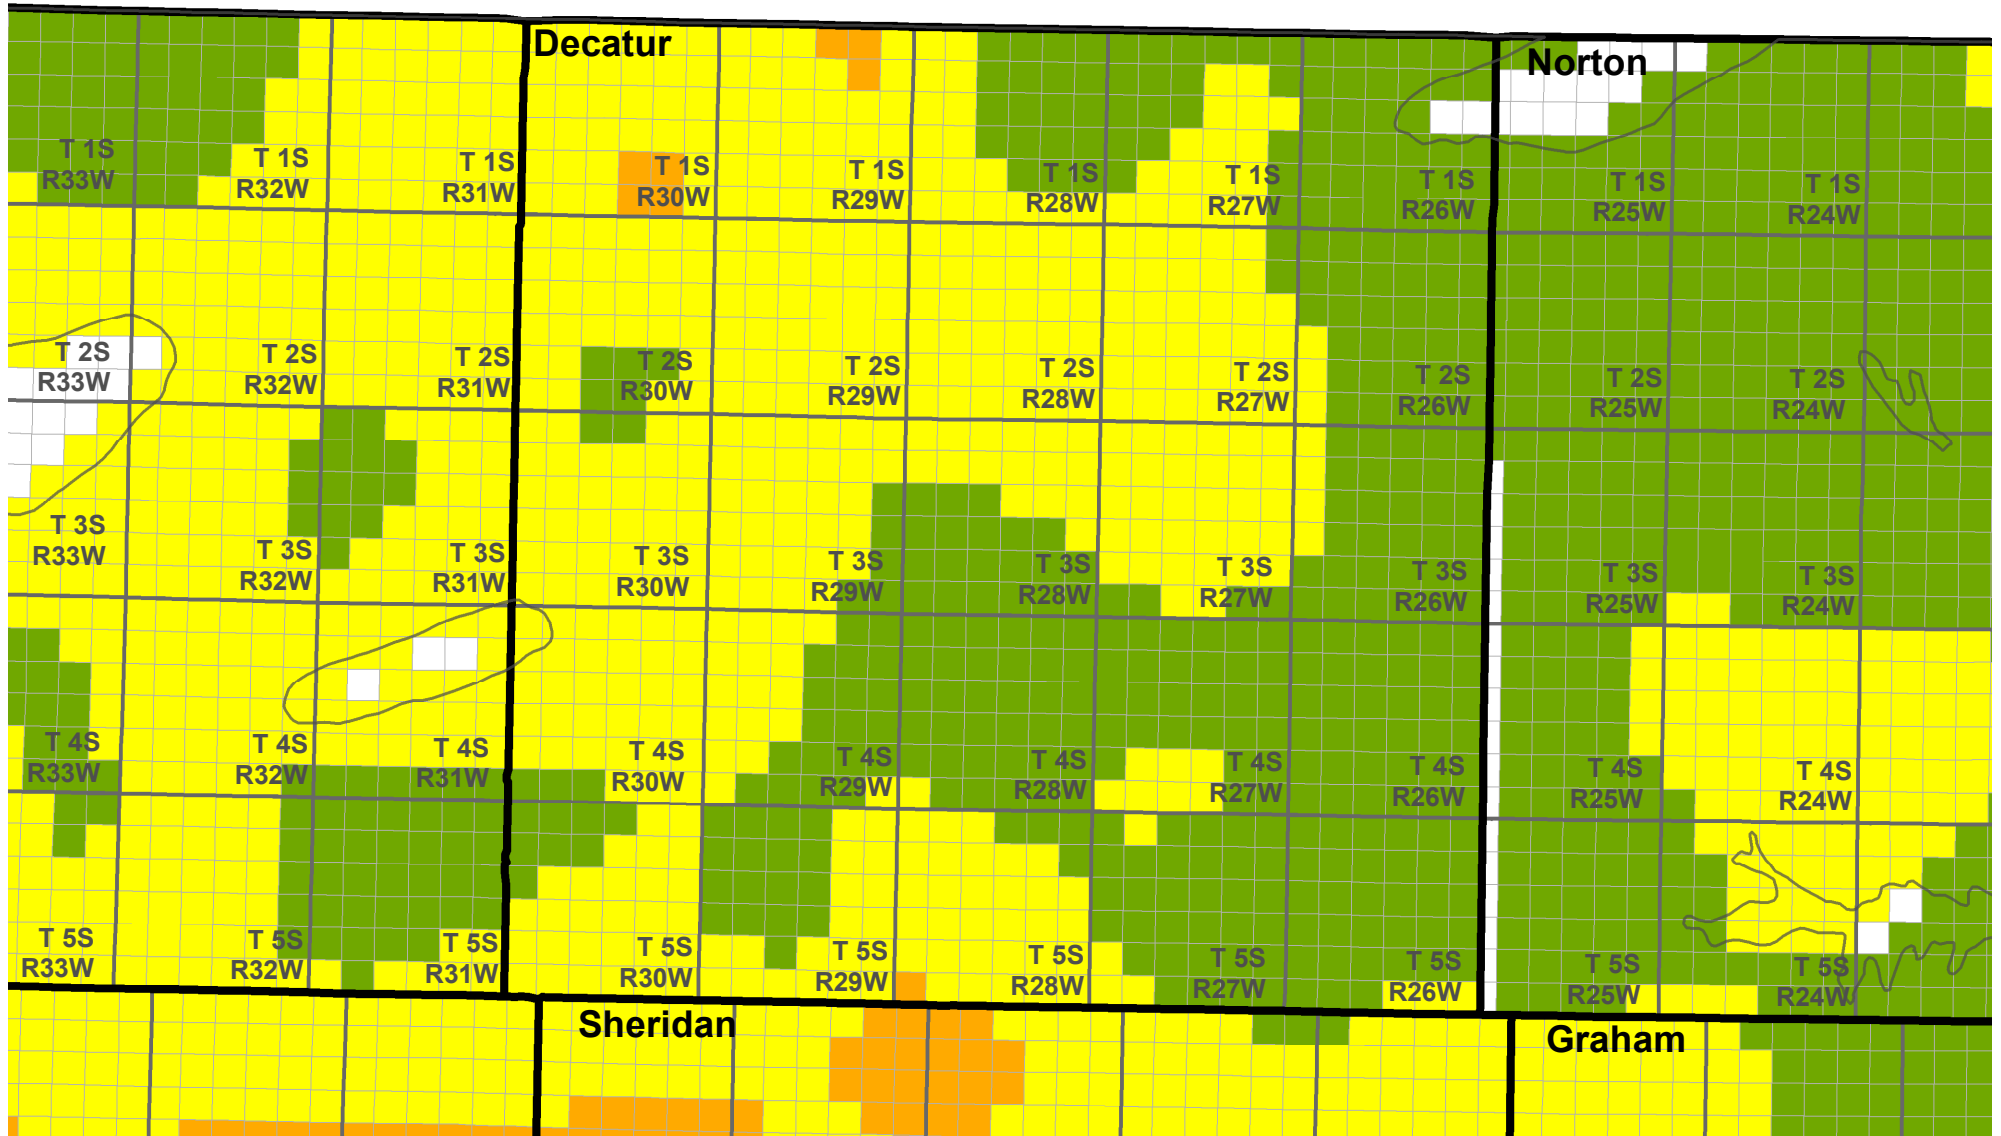 Decatur
Norton
T 1S
R33W
T 1S
R32W
T 1S
R31W
T 1S
R30W
T 1S
R29W
T 1S
R28W
T 1S
R27W
T 1S
R26W
T 1S
R25W
T 1S
R24W
T 2S
R33W
T 2S
R32W
T 2S
R31W
T 2S
R30W
T 2S
R29W
T 2S
R28W
T 2S
R27W
T 2S
R26W
T 2S
R25W
T 2S
R24W
T 3S
R33W
T 3S
R32W
T 3S
R31W
T 3S
R30W
T 3S
R29W
T 3S
R28W
T 3S
R27W
T 3S
R26W
T 3S
R25W
T 3S
R24W
T 4S
R33W
T 4S
R32W
T 4S
R31W
T 4S
R30W
T 4S
R29W
T 4S
R28W
T 4S
R27W
T 4S
R26W
T 4S
R25W
T 4S
R24W
T 5S
R33W
T 5S
R32W
T 5S
R31W
T 5S
R30W
T 5S
R29W
T 5S
R28W
T 5S
R27W
T 5S
R26W
T 5S
R25W
T 5S
R24W
Sheridan
Graham